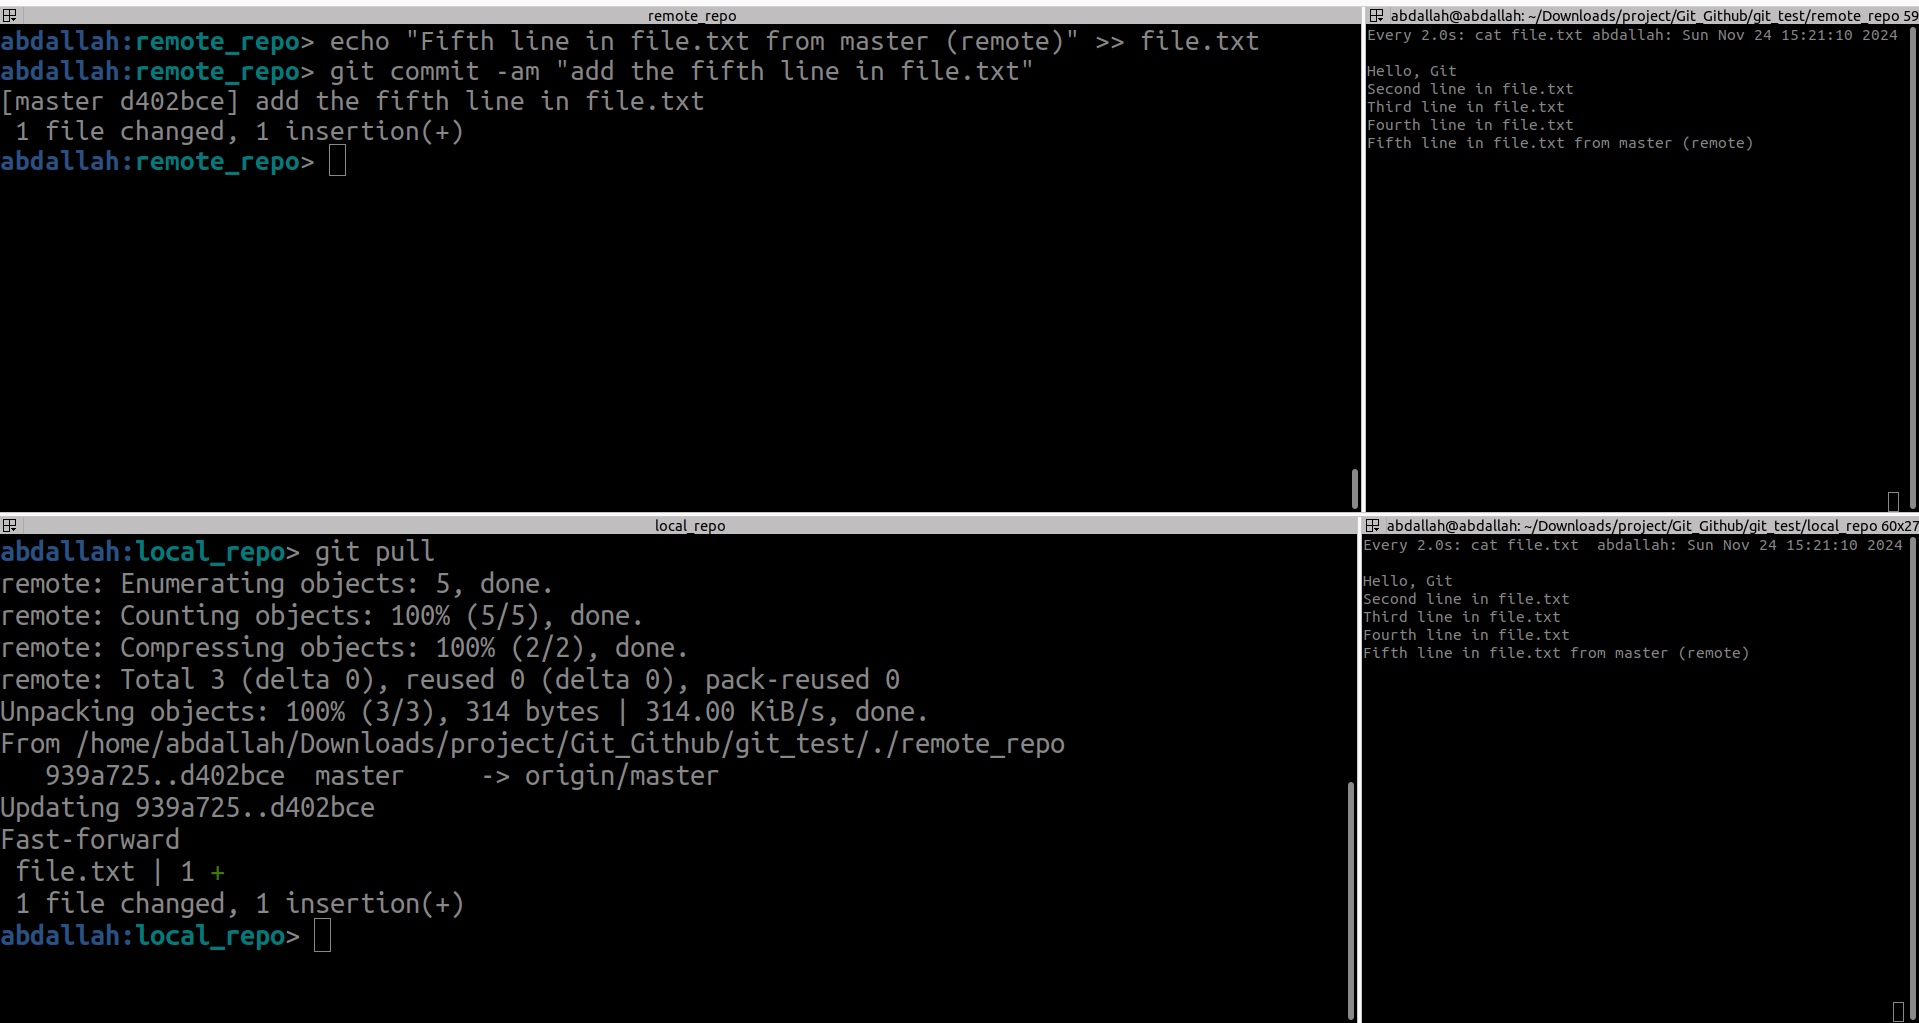 remote_repo
abdallah:remote_repo> echo "Fifth line in file.txt from master (remote)" >> file.txt
abdallah:remote_repo> git commit -am "add the fifth line in file.txt"
[master d402bce] add the fifth line in file.txt
 1 file changed, 1 insertion(+)
abdallah:remote_repo>
abdallah@abdallah: ~/Downloads/project/Git_Github/git_test/remote_repo 59
Every 2.0s: cat file.txt abdallah: Sun Nov 24 15:21:10 2024
Hello, Git
Second line in file.txt
Third line in file.txt
Fourth line in file.txt
Fifth line in file.txt from master (remote)
local_repo
abdallah:local_repo> git pull
remote: Enumerating objects: 5, done.
remote: Counting objects: 100% (5/5), done.
remote: Compressing objects: 100% (2/2), done.
remote: Total 3 (delta 0), reused 0 (delta 0), pack-reused 0
Unpacking objects: 100% (3/3), 314 bytes | 314.00 KiB/s, done.
From /home/abdallah/Downloads/project/Git_Github/git_test/./remote_repo
   939a725..d402bce  master     -> origin/master
Updating 939a725..d402bce
Fast-forward
 file.txt | 1 +
 1 file changed, 1 insertion(+)
abdallah:local_repo>
abdallah@abdallah: ~/Downloads/project/Git_Github/git_test/local_repo 60x27
Every 2.0s: cat file.txt  abdallah: Sun Nov 24 15:21:10 2024
Hello, Git
Second line in file.txt
Third line in file.txt
Fourth line in file.txt
Fifth line in file.txt from master (remote)